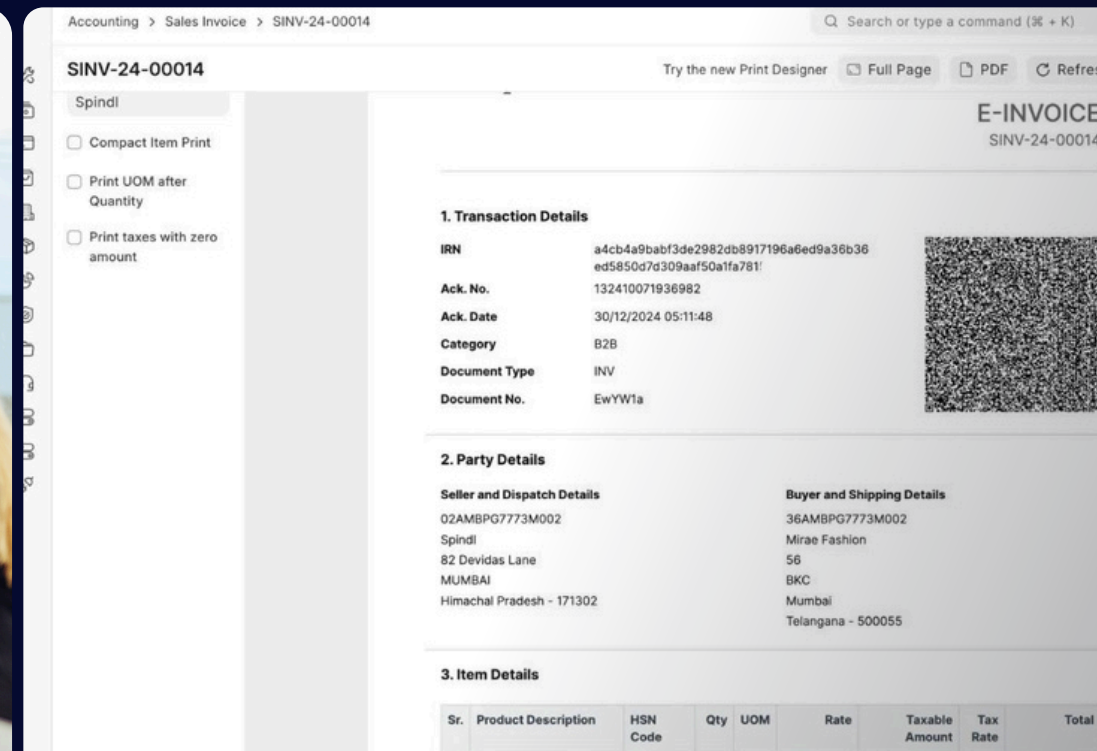 Accounting > Sales Invoice > SINV-24-00014
Search or type a command (⌘ + K)
SINV-24-00014
Try the new Print Designer
Full Page
PDF
Refres
Spindl
Compact Item Print
Print UOM after
Quantity
Print taxes with zero
amount
E-INVOICE
SINV-24-00014
1. Transaction Details
IRN a4cb4a9babf3de2982db8917196a6ed9a36b36
ed5850d7d309aaf50a1fa781
Ack. No. 132410071936982
Ack. Date 30/12/2024 05:11:48
Category B2B
Document Type INV
Document No. EwYW1a
2. Party Details
Seller and Dispatch Details
02AMBPG7773M002
Spindl
82 Devidas Lane
MUMBAI
Himachal Pradesh - 171302
Buyer and Shipping Details
36AMBPG7773M002
Mirae Fashion
56
BKC
Mumbai
Telangana - 500055
3. Item Details
Sr. Product Description HSN Code Qty UOM Rate Taxable Amount Tax Rate Total